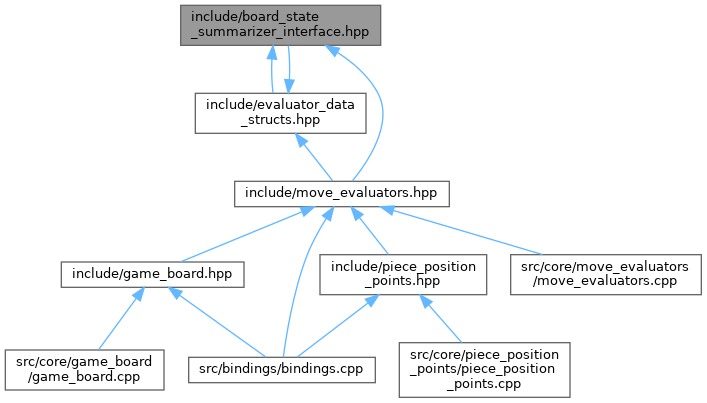 include/board_state
_summarizer_interface.hpp
include/evaluator_data
_structs.hpp
include/move_evaluators.hpp
include/game_board.hpp
include/piece_position
_points.hpp
src/core/move_evaluators
/move_evaluators.cpp
src/core/game_board
/game_board.cpp
src/bindings/bindings.cpp
src/core/piece_position
_points/piece_position
_points.cpp